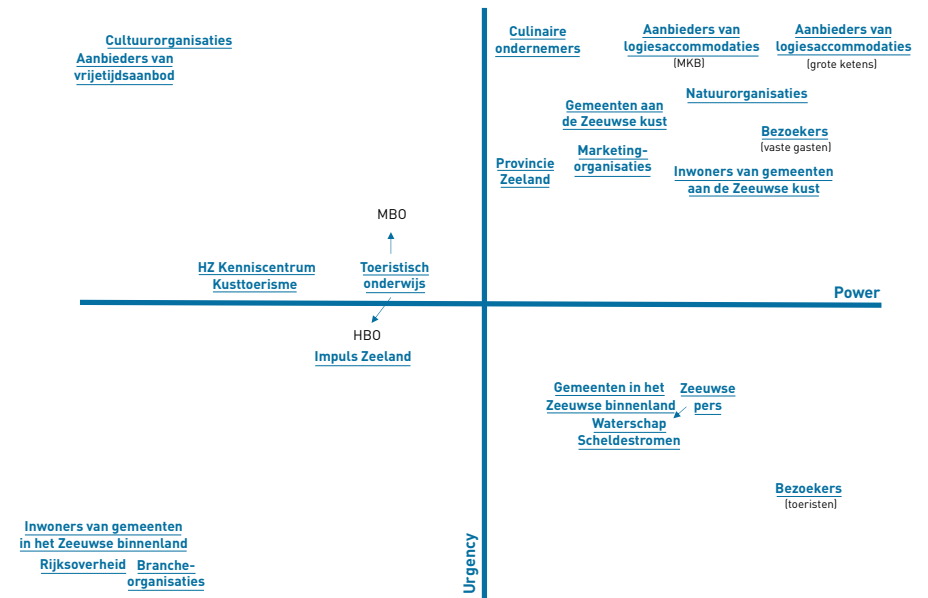 Cultuurorganisaties
Aanbieders van
vrijetijdsaanbod
Culinaire
ondernemers
Aanbieders van
logiesaccommodaties
(MKB)
Aanbieders van
logiesaccommodaties
(grote ketens)
Natuurorganisaties
Gemeenten aan
de Zeeuwse kust
Bezoekers
(vaste gasten)
Marketing-
organisaties
Provincie
Zeeland
Inwoners van gemeenten
aan de Zeeuwse kust
MBO
HZ Kenniscentrum
Kusttoerisme
Toeristisch
onderwijs
Power
HBO
Impuls Zeeland
Gemeenten in het
Zeeuwse binnenland
Zeeuwse
pers
Waterschap
Scheldestromen
Bezoekers
(toeristen)
Urgency
Inwoners van gemeenten
in het Zeeuwse binnenland
Rijksoverheid
Branche-
organisaties